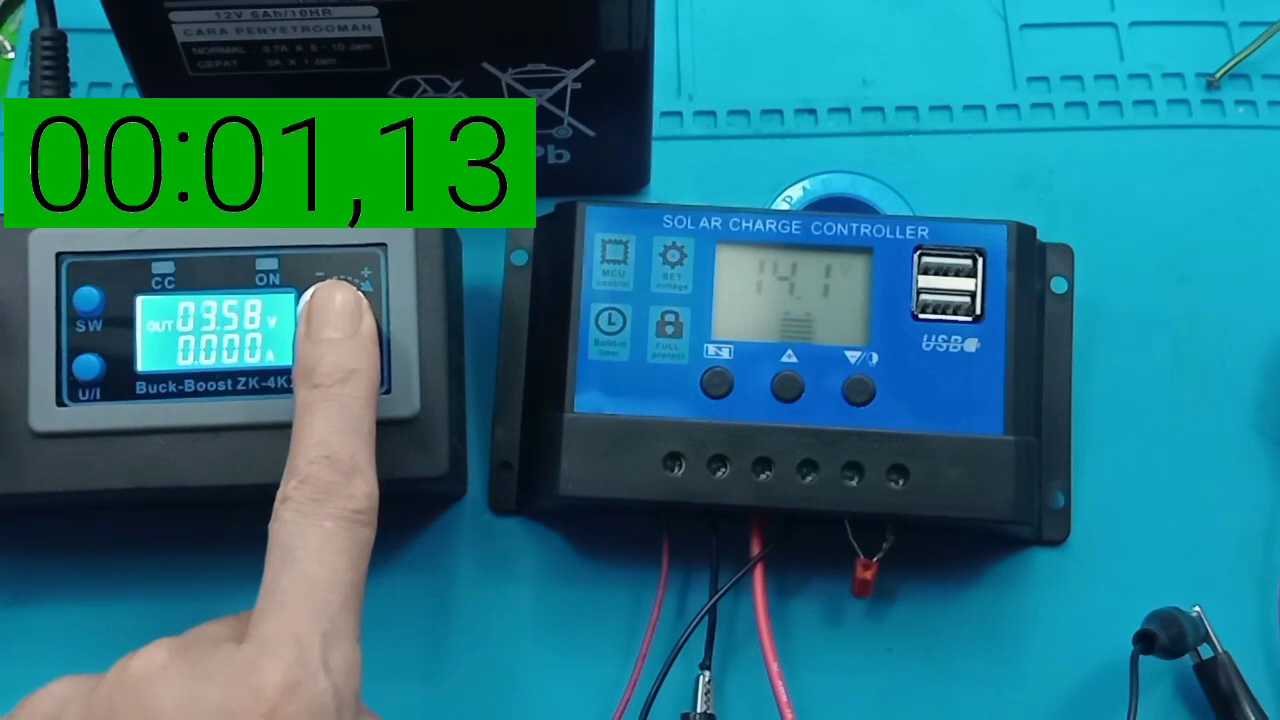 12V 6Ah/10HR
CARA PENYETROOMAN
NORMAL : 0.7A X 5 - 10 Jam
CEPAT : 3A X 1 Jam
Pb
00:01,13
SOLAR CHARGE CONTROLLER
MCU control
SET voltage
Build-in timer
FULL protect
14.1 V
USB
CC
ON
- +
SW
U/I
OUT 03.58 V
0.000 A
Buck-Boost ZK-4K